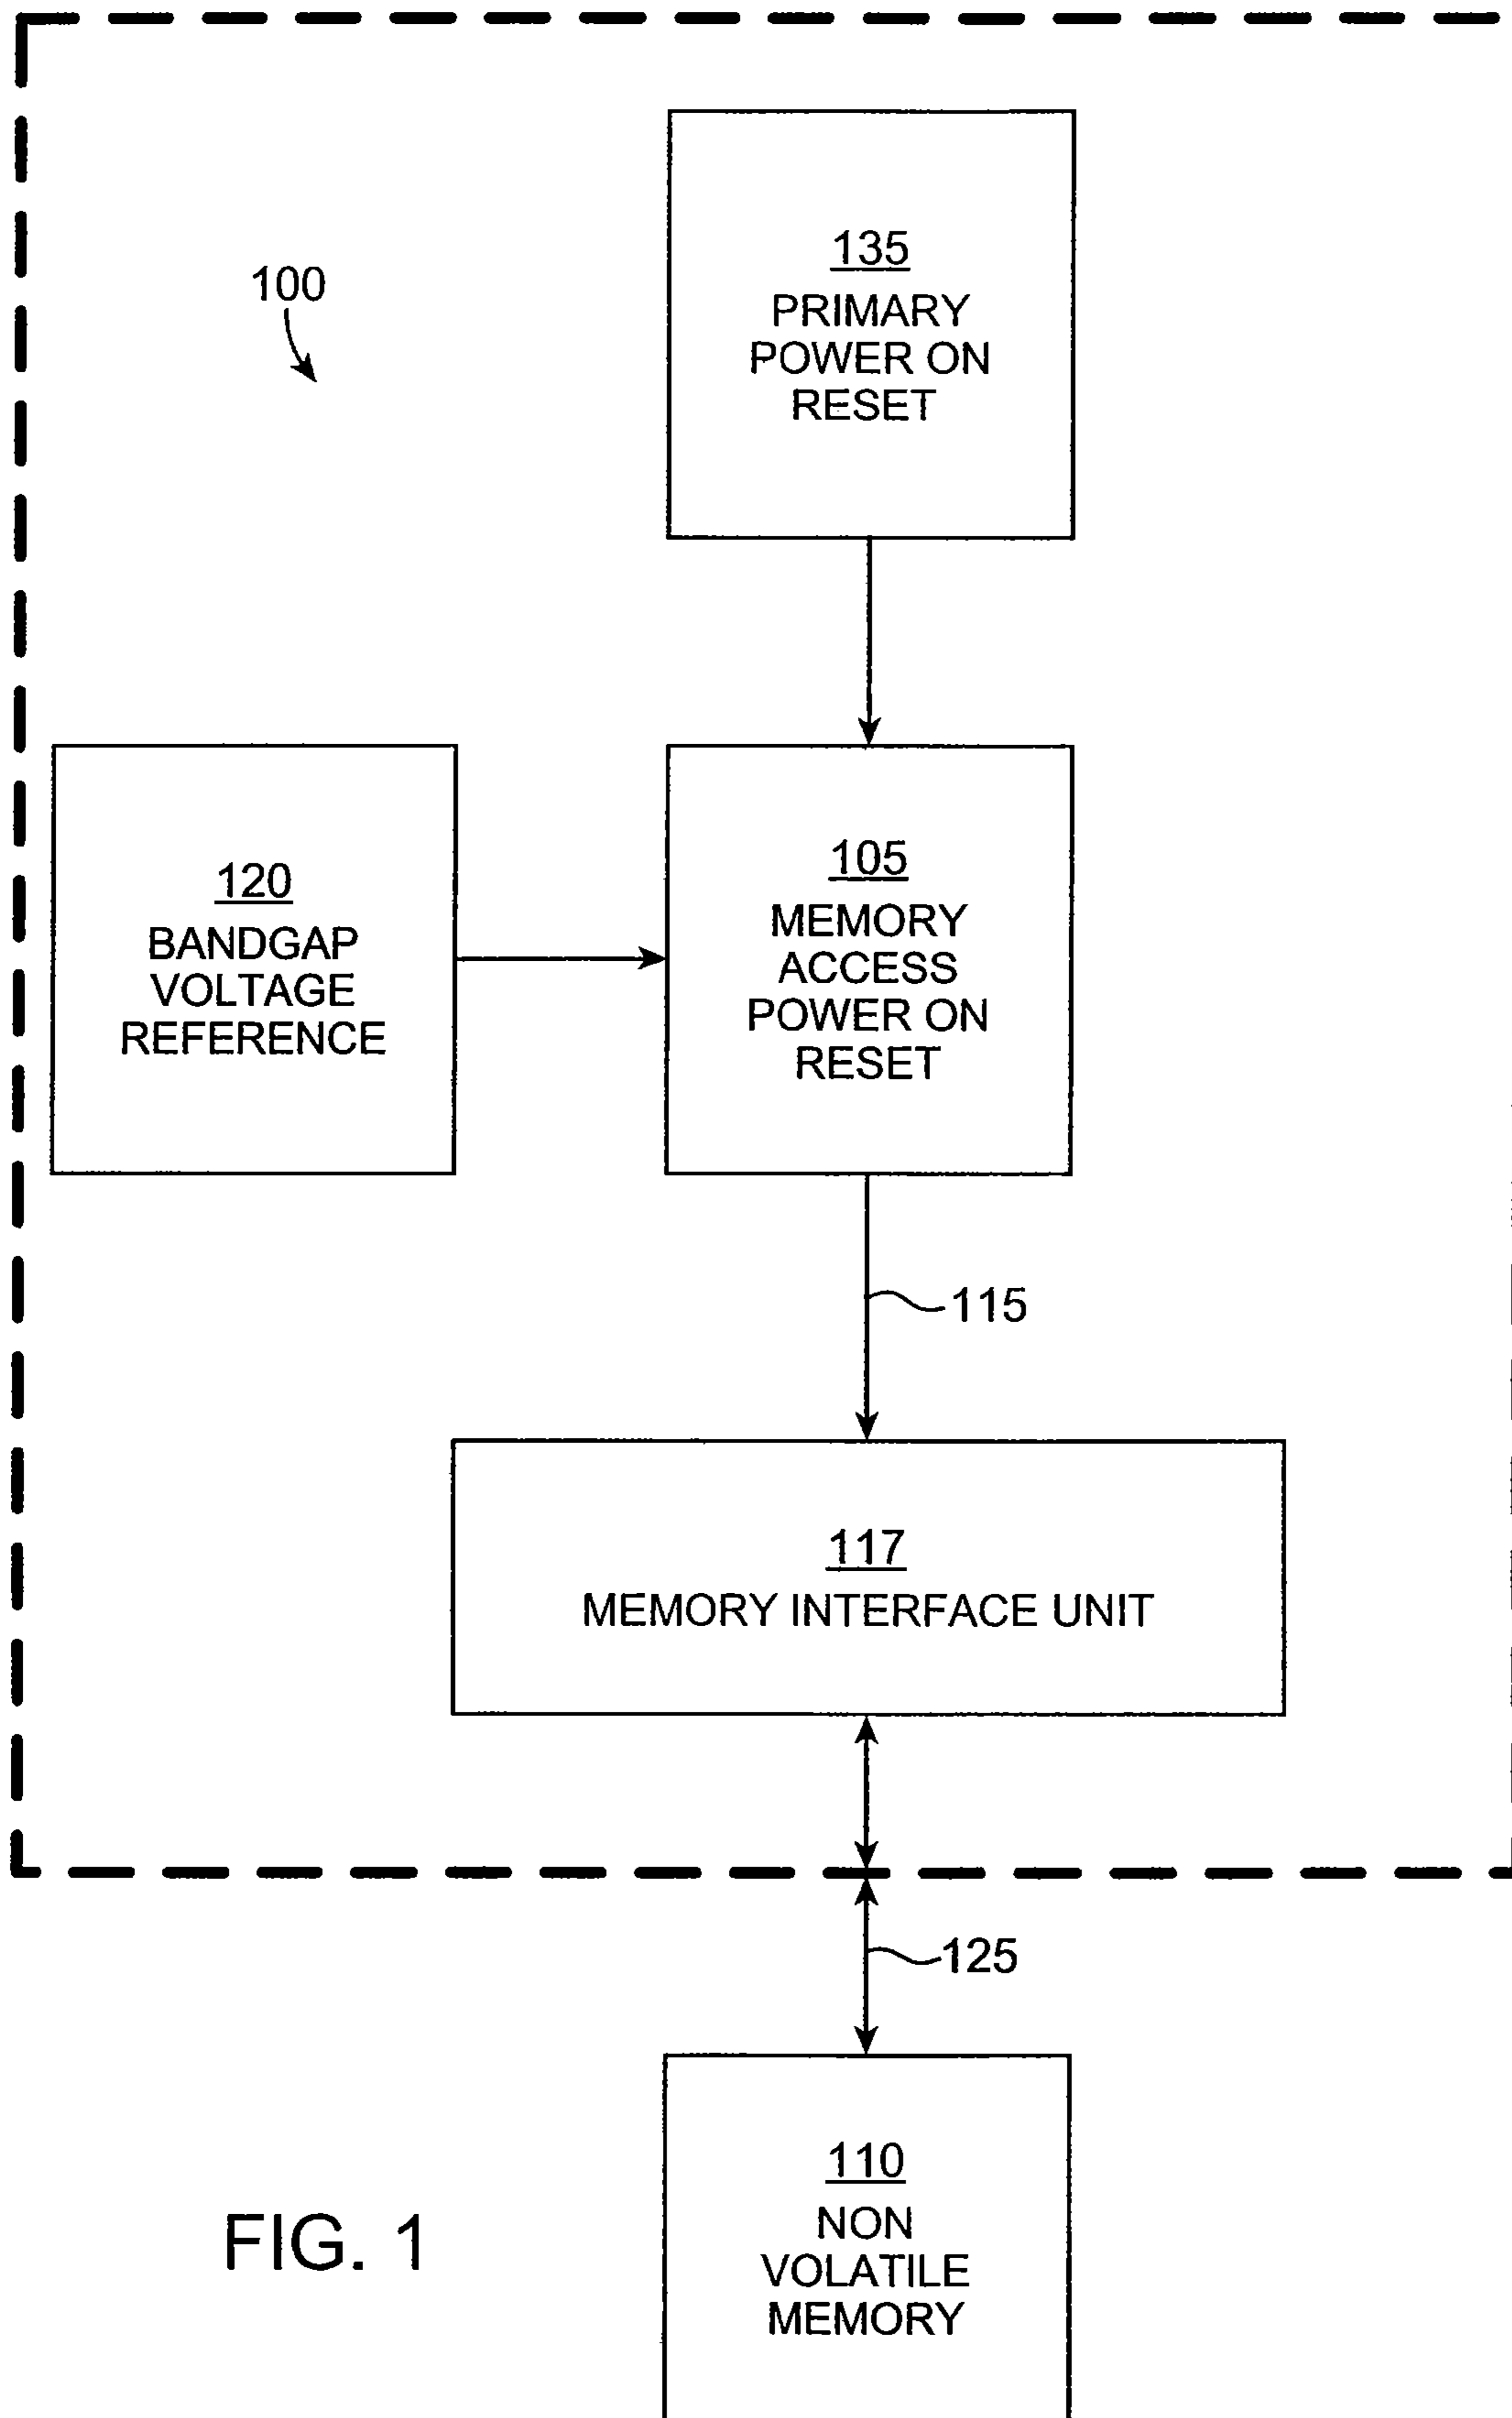 135
PRIMARY
POWER ON
RESET
100
120
BANDGAP
VOLTAGE
REFERENCE
105
MEMORY
ACCESS
POWER ON
RESET
115
117
MEMORY INTERFACE UNIT
125
110
NON
VOLATILE
MEMORY
FIG. 1